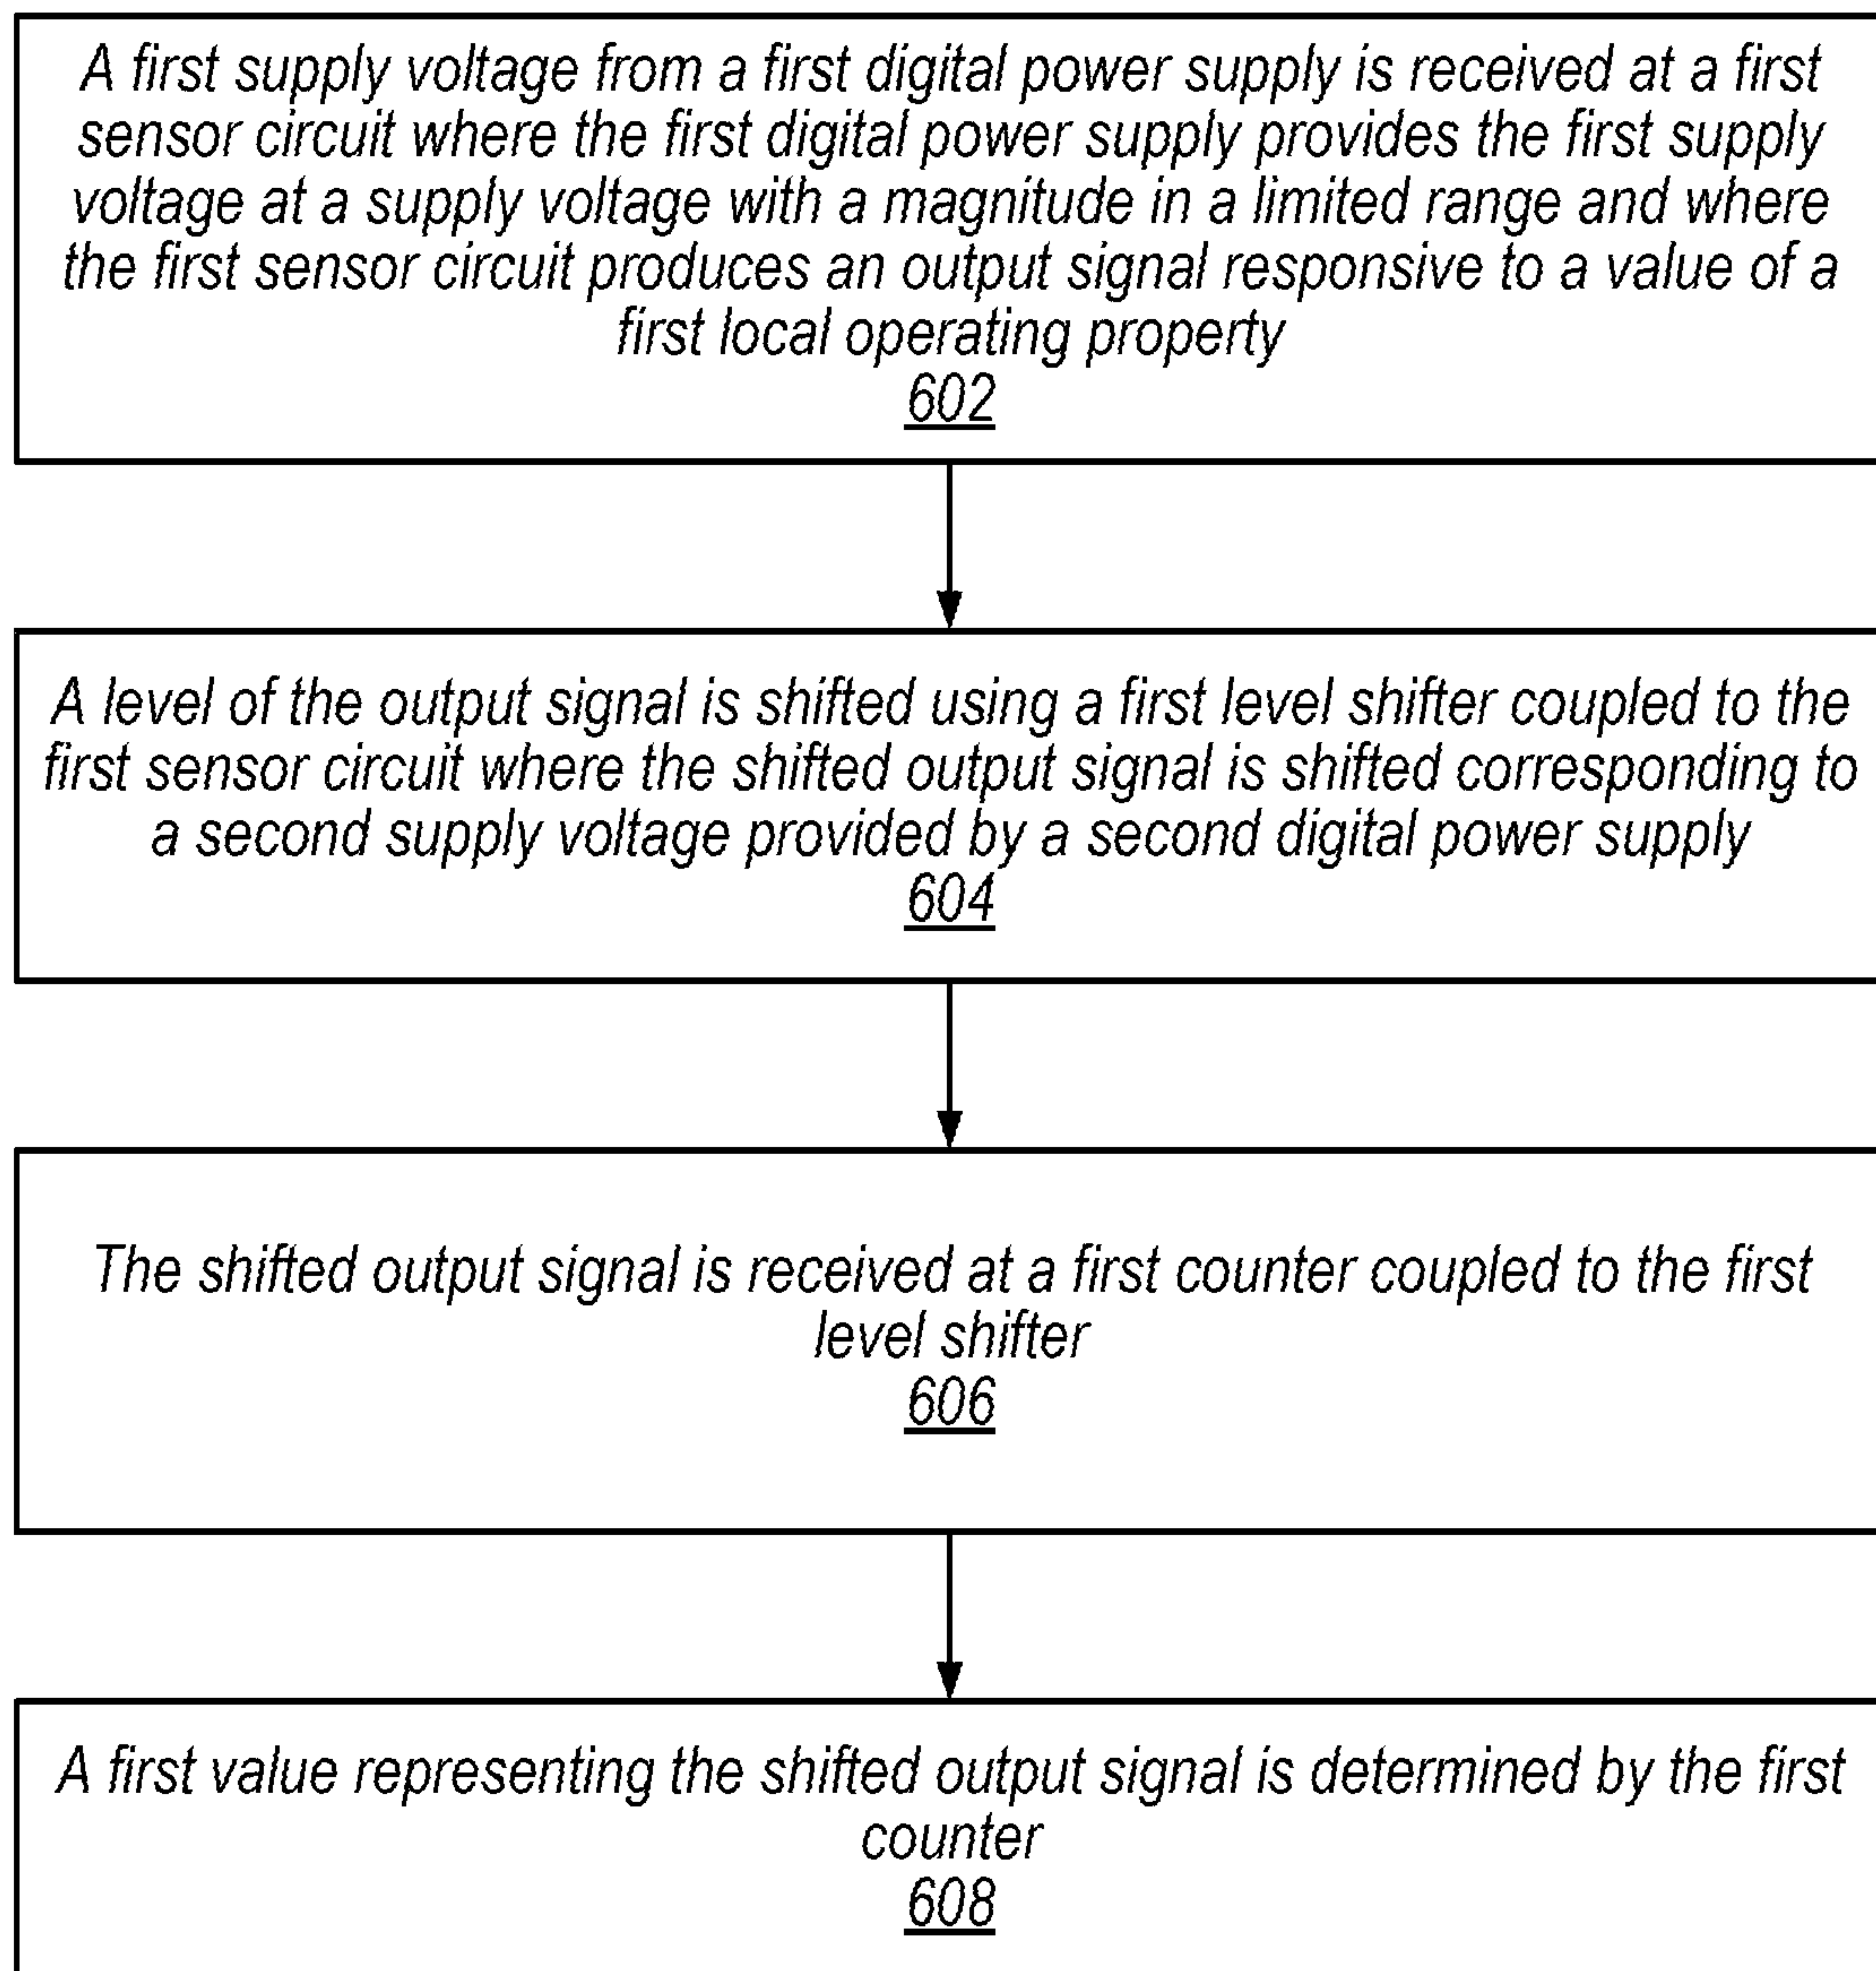 A first supply voltage from a first digital power supply is received at a first
sensor circuit where the first digital power supply provides the first supply
voltage at a supply voltage with a magnitude in a limited range and where
the first sensor circuit produces an output signal responsive to a value of a
first local operating property
602
A level of the output signal is shifted using a first level shifter coupled to the
first sensor circuit where the shifted output signal is shifted corresponding to
a second supply voltage provided by a second digital power supply
604
The shifted output signal is received at a first counter coupled to the first
level shifter
606
A first value representing the shifted output signal is determined by the first
counter
608